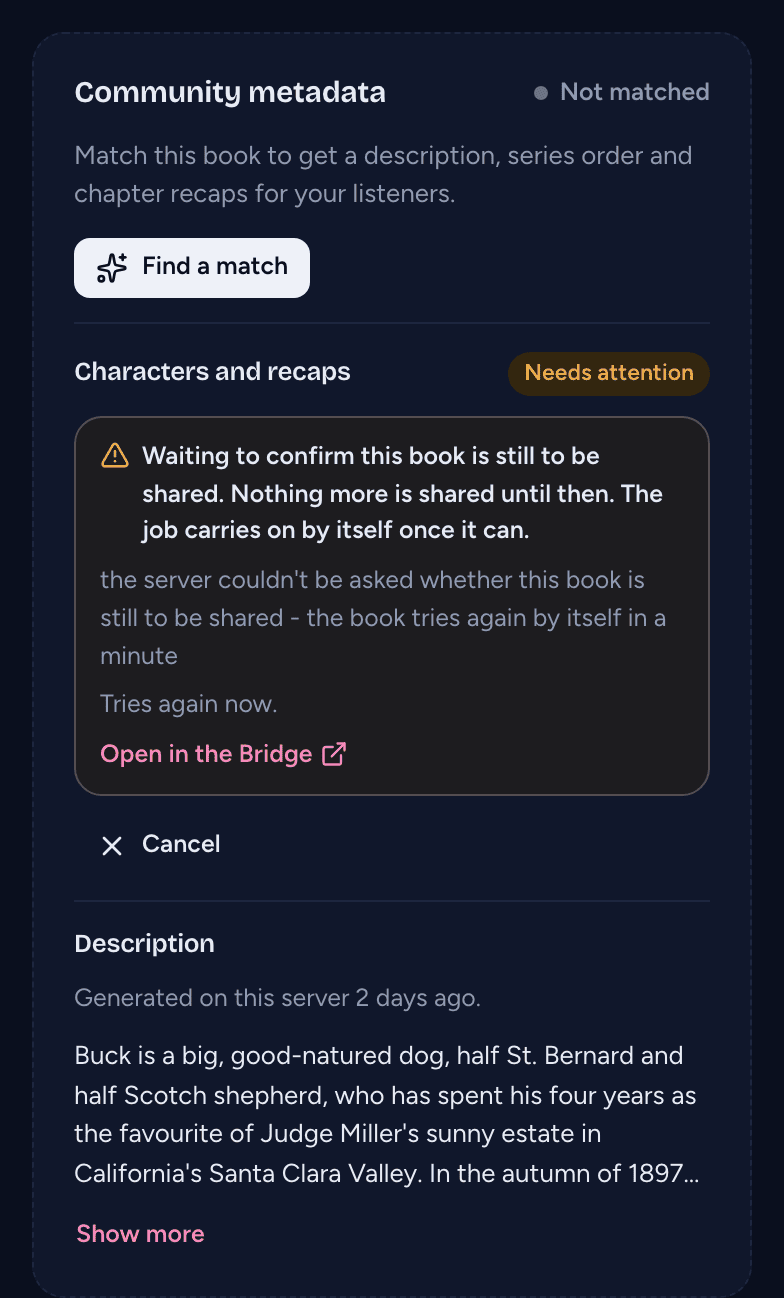 Community metadata
Not matched
Match this book to get a description, series order and
chapter recaps for your listeners.
Find a match
Characters and recaps
Needs attention
Waiting to confirm this book is still to be
shared. Nothing more is shared until then. The
job carries on by itself once it can.
the server couldn't be asked whether this book is
still to be shared - the book tries again by itself in a
minute
Tries again now.
Open in the Bridge
Cancel
Description
Generated on this server 2 days ago.
Buck is a big, good-natured dog, half St. Bernard and
half Scotch shepherd, who has spent his four years as
the favourite of Judge Miller's sunny estate in
California's Santa Clara Valley. In the autumn of 1897...
Show more